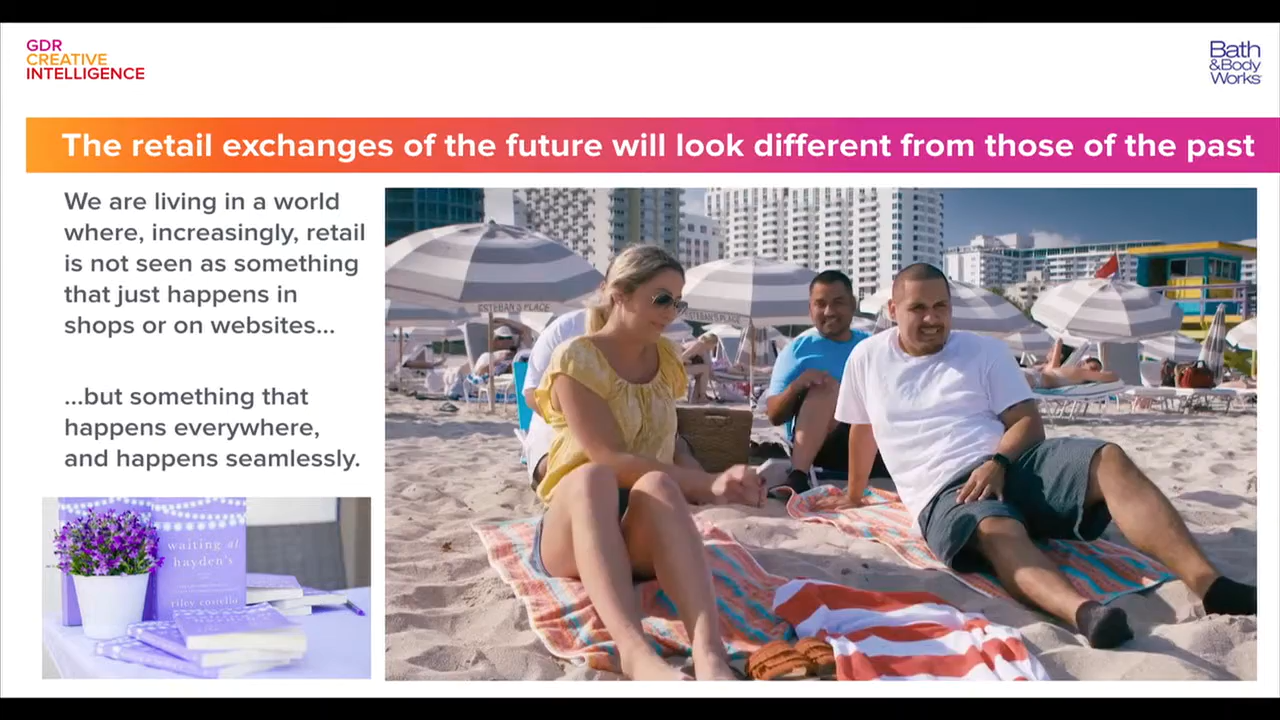 GDR
CREATIVE
INTELLIGENCE
Bath
& Body
Works
The retail exchanges of the future will look different from those of the past
We are living in a world
where, increasingly, retail
is not seen as something
that just happens in
shops or on websites...
...but something that
happens everywhere,
and happens seamlessly.
ESTEBAN'S PLACE
ESTEBAN'S PLACE
waiting at
hayden's
riley costello